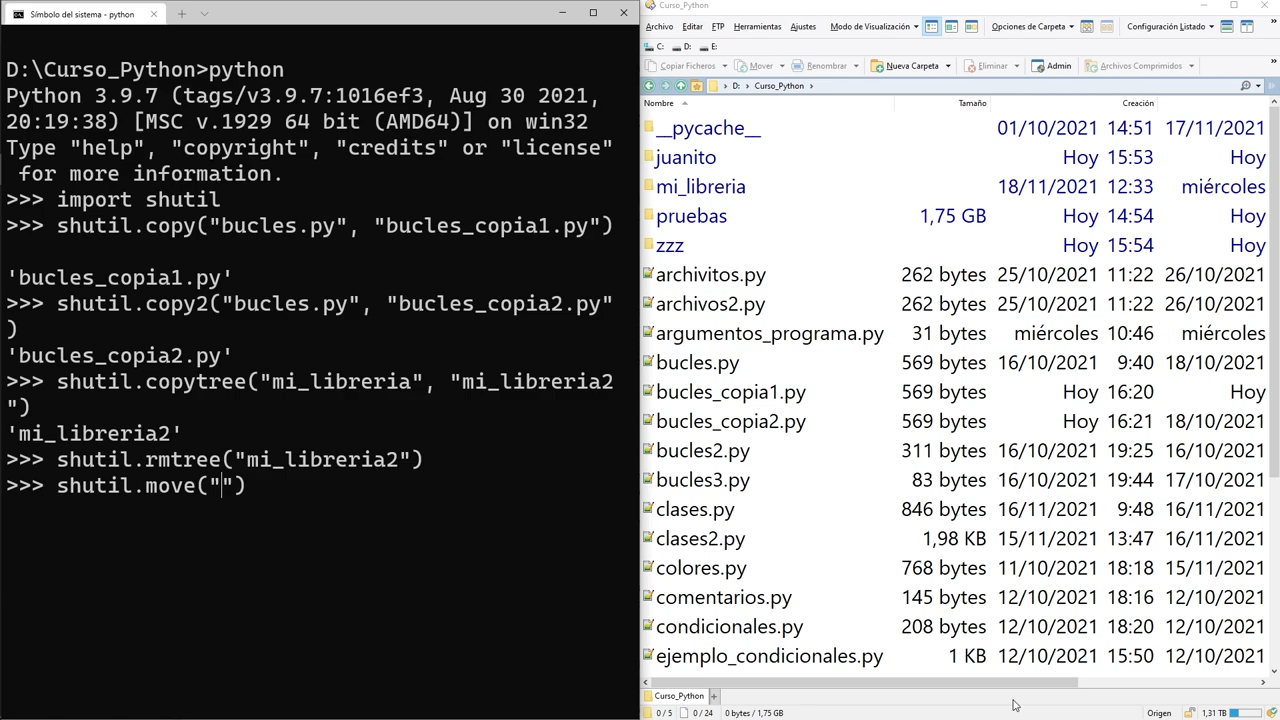 Símbolo del sistema - python
D:\Curso_Python>python
Python 3.9.7 (tags/v3.9.7:1016ef3, Aug 30 2021,
20:19:38) [MSC v.1929 64 bit (AMD64)] on win32
Type "help", "copyright", "credits" or "license"
for more information.
>>> import shutil
>>> shutil.copy("bucles.py", "bucles_copia1.py")
'bucles_copia1.py'
>>> shutil.copy2("bucles.py", "bucles_copia2.py"
)
'bucles_copia2.py'
>>> shutil.copytree("mi_libreria", "mi_libreria2
")
'mi_libreria2'
>>> shutil.rmtree("mi_libreria2")
>>> shutil.move("")
Curso_Python
Archivo Editar FTP Herramientas Ajustes Modo de Visualización Opciones de Carpeta Configuración Listado
C: D: E:
Copiar Ficheros Mover Renombrar Nueva Carpeta Eliminar Admin Archivos Comprimidos
D: Curso_Python
Nombre Tamaño Creación
__pycache__ 01/10/2021 14:51 17/11/2021
juanito Hoy 15:53 Hoy
mi_libreria 18/11/2021 12:33 miércoles
pruebas 1,75 GB Hoy 14:54 Hoy
zzz Hoy 15:54 Hoy
archivitos.py 262 bytes 25/10/2021 11:22 26/10/2021
archivos2.py 262 bytes 25/10/2021 11:22 26/10/2021
argumentos_programa.py 31 bytes miércoles 10:46 miércoles
bucles.py 569 bytes 16/10/2021 9:40 18/10/2021
bucles_copia1.py 569 bytes Hoy 16:20 Hoy
bucles_copia2.py 569 bytes Hoy 16:21 18/10/2021
bucles2.py 311 bytes 16/10/2021 19:25 16/10/2021
bucles3.py 83 bytes 16/10/2021 19:44 17/10/2021
clases.py 846 bytes 16/11/2021 9:48 16/11/2021
clases2.py 1,98 KB 15/11/2021 13:47 16/11/2021
colores.py 768 bytes 11/10/2021 18:18 15/11/2021
comentarios.py 145 bytes 12/10/2021 18:16 12/10/2021
condicionales.py 208 bytes 12/10/2021 18:20 12/10/2021
ejemplo_condicionales.py 1 KB 12/10/2021 15:50 12/10/2021
Curso_Python
0 / 5 0 / 24 0 bytes / 1,75 GB Origen 1,31 TB